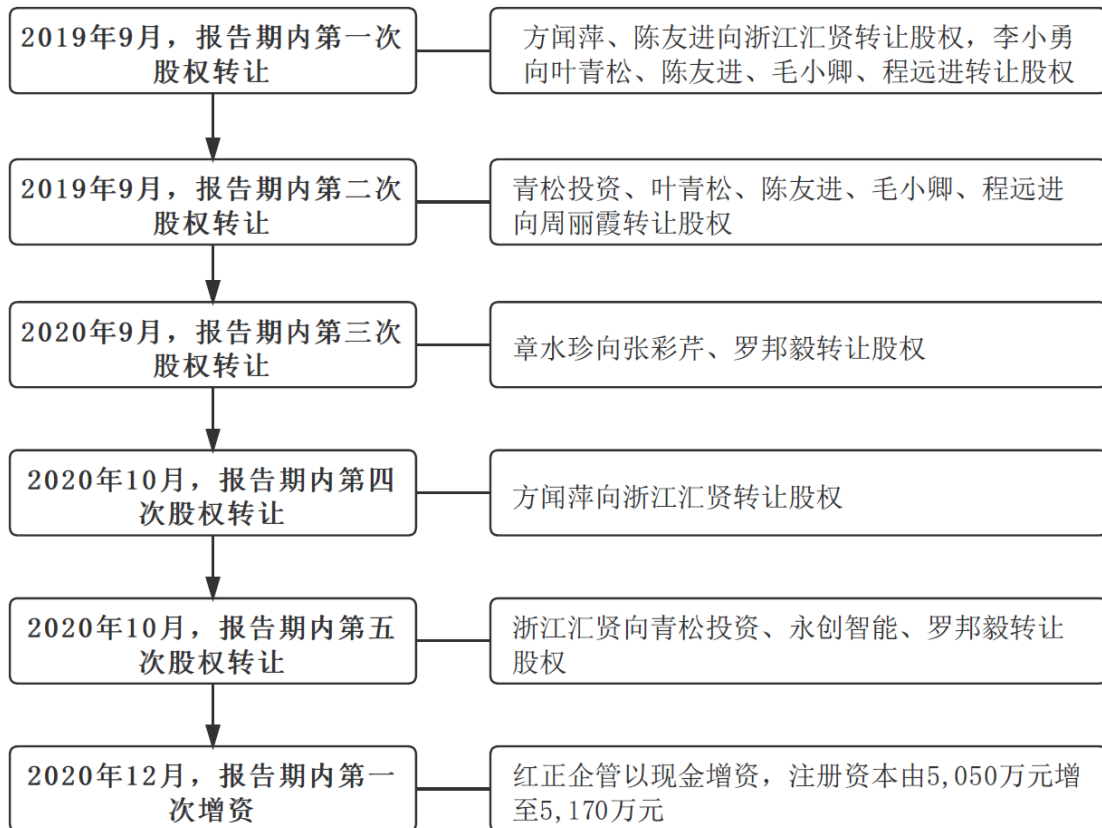 2019年9月，报告期内第一次
股权转让
方闻萍、陈友进向浙江汇贤转让股权，李小勇
向叶青松、陈友进、毛小卿、程远进转让股权
2019年9月，报告期内第二次
股权转让
青松投资、叶青松、陈友进、毛小卿、程远进
向周丽霞转让股权
2020年9月，报告期内第三次
股权转让
章水珍向张彩芹、罗邦毅转让股权
2020年10月，报告期内第四
次股权转让
方闻萍向浙江汇贤转让股权
2020年10月，报告期内第五
次股权转让
浙江汇贤向青松投资、永创智能、罗邦毅转让
股权
2020年12月，报告期内第一
次增资
红正企管以现金增资，注册资本由5,050万元增
至5,170万元